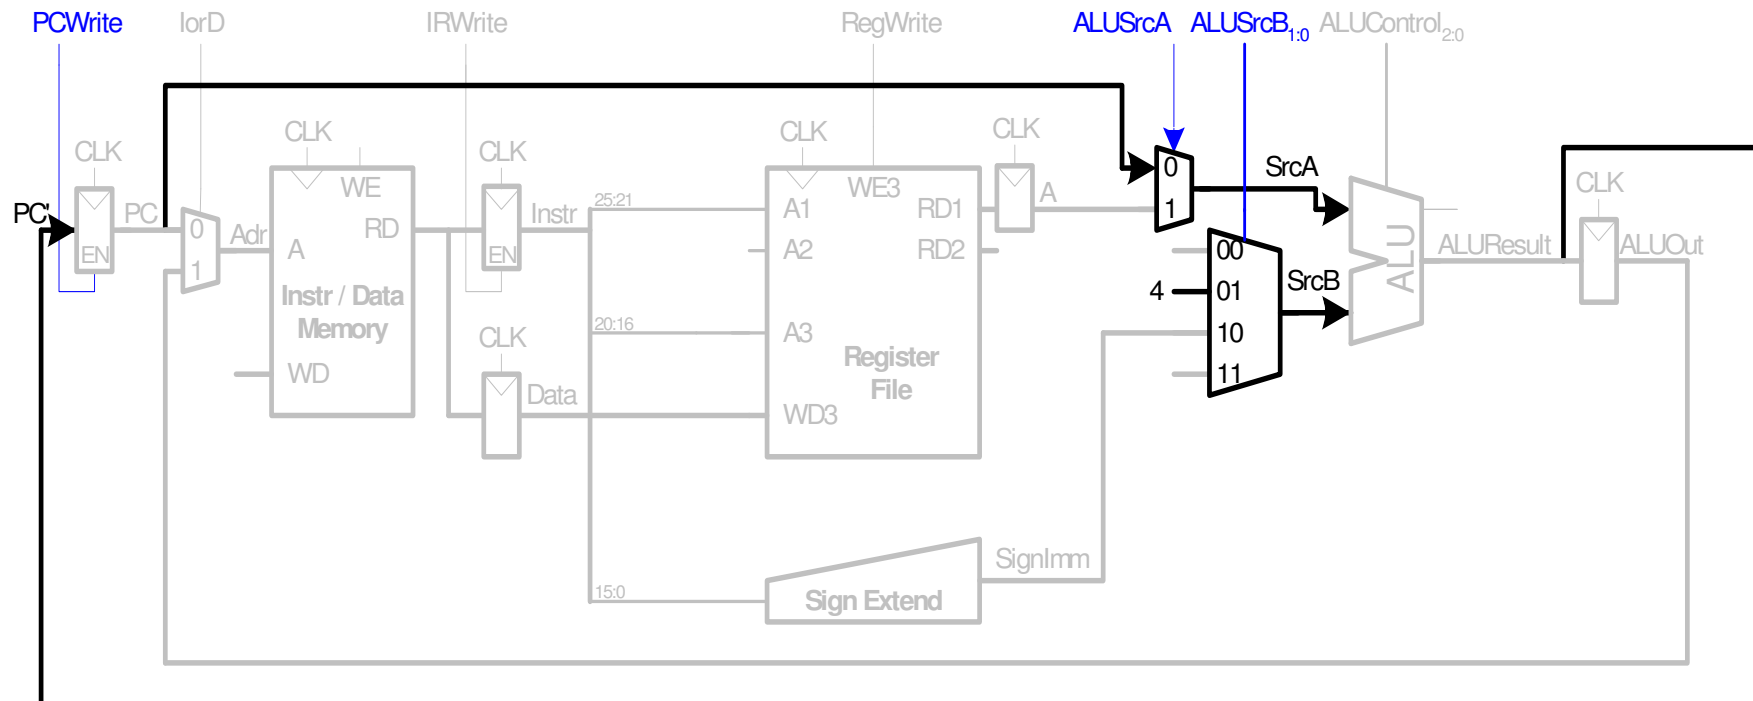 PCWrite IorD IRWrite RegWrite ALUSrcA ALUSrcB1:0 ALUControl2:0
CLK CLK CLK CLK CLK CLK
PC' PC EN
0 1 Adr
WE RD A Instr / Data Memory WD
Instr EN
CLK Data
25:21
20:16
15:0
WE3 A1 RD1 A2 RD2 A3 Register File WD3
A
0 1 SrcA
00
4 01 SrcB
10
11
ALU ALUResult ALUOut
SignImm
Sign Extend